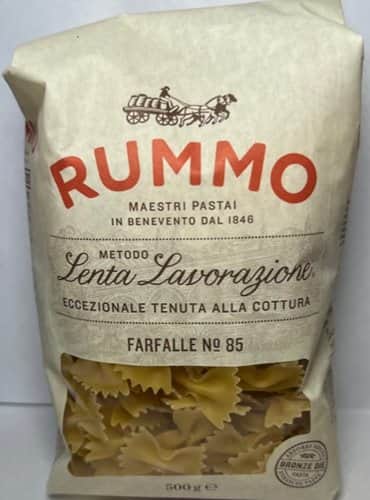 RUMMO
MAESTRI PASTAI
IN BENEVENTO DAL 1846
METODO
Lenta Lavorazione®
ECCEZIONALE TENUTA ALLA COTTURA
FARFALLE Nº 85
500 g ℮
BRONZE DIE
PASTA